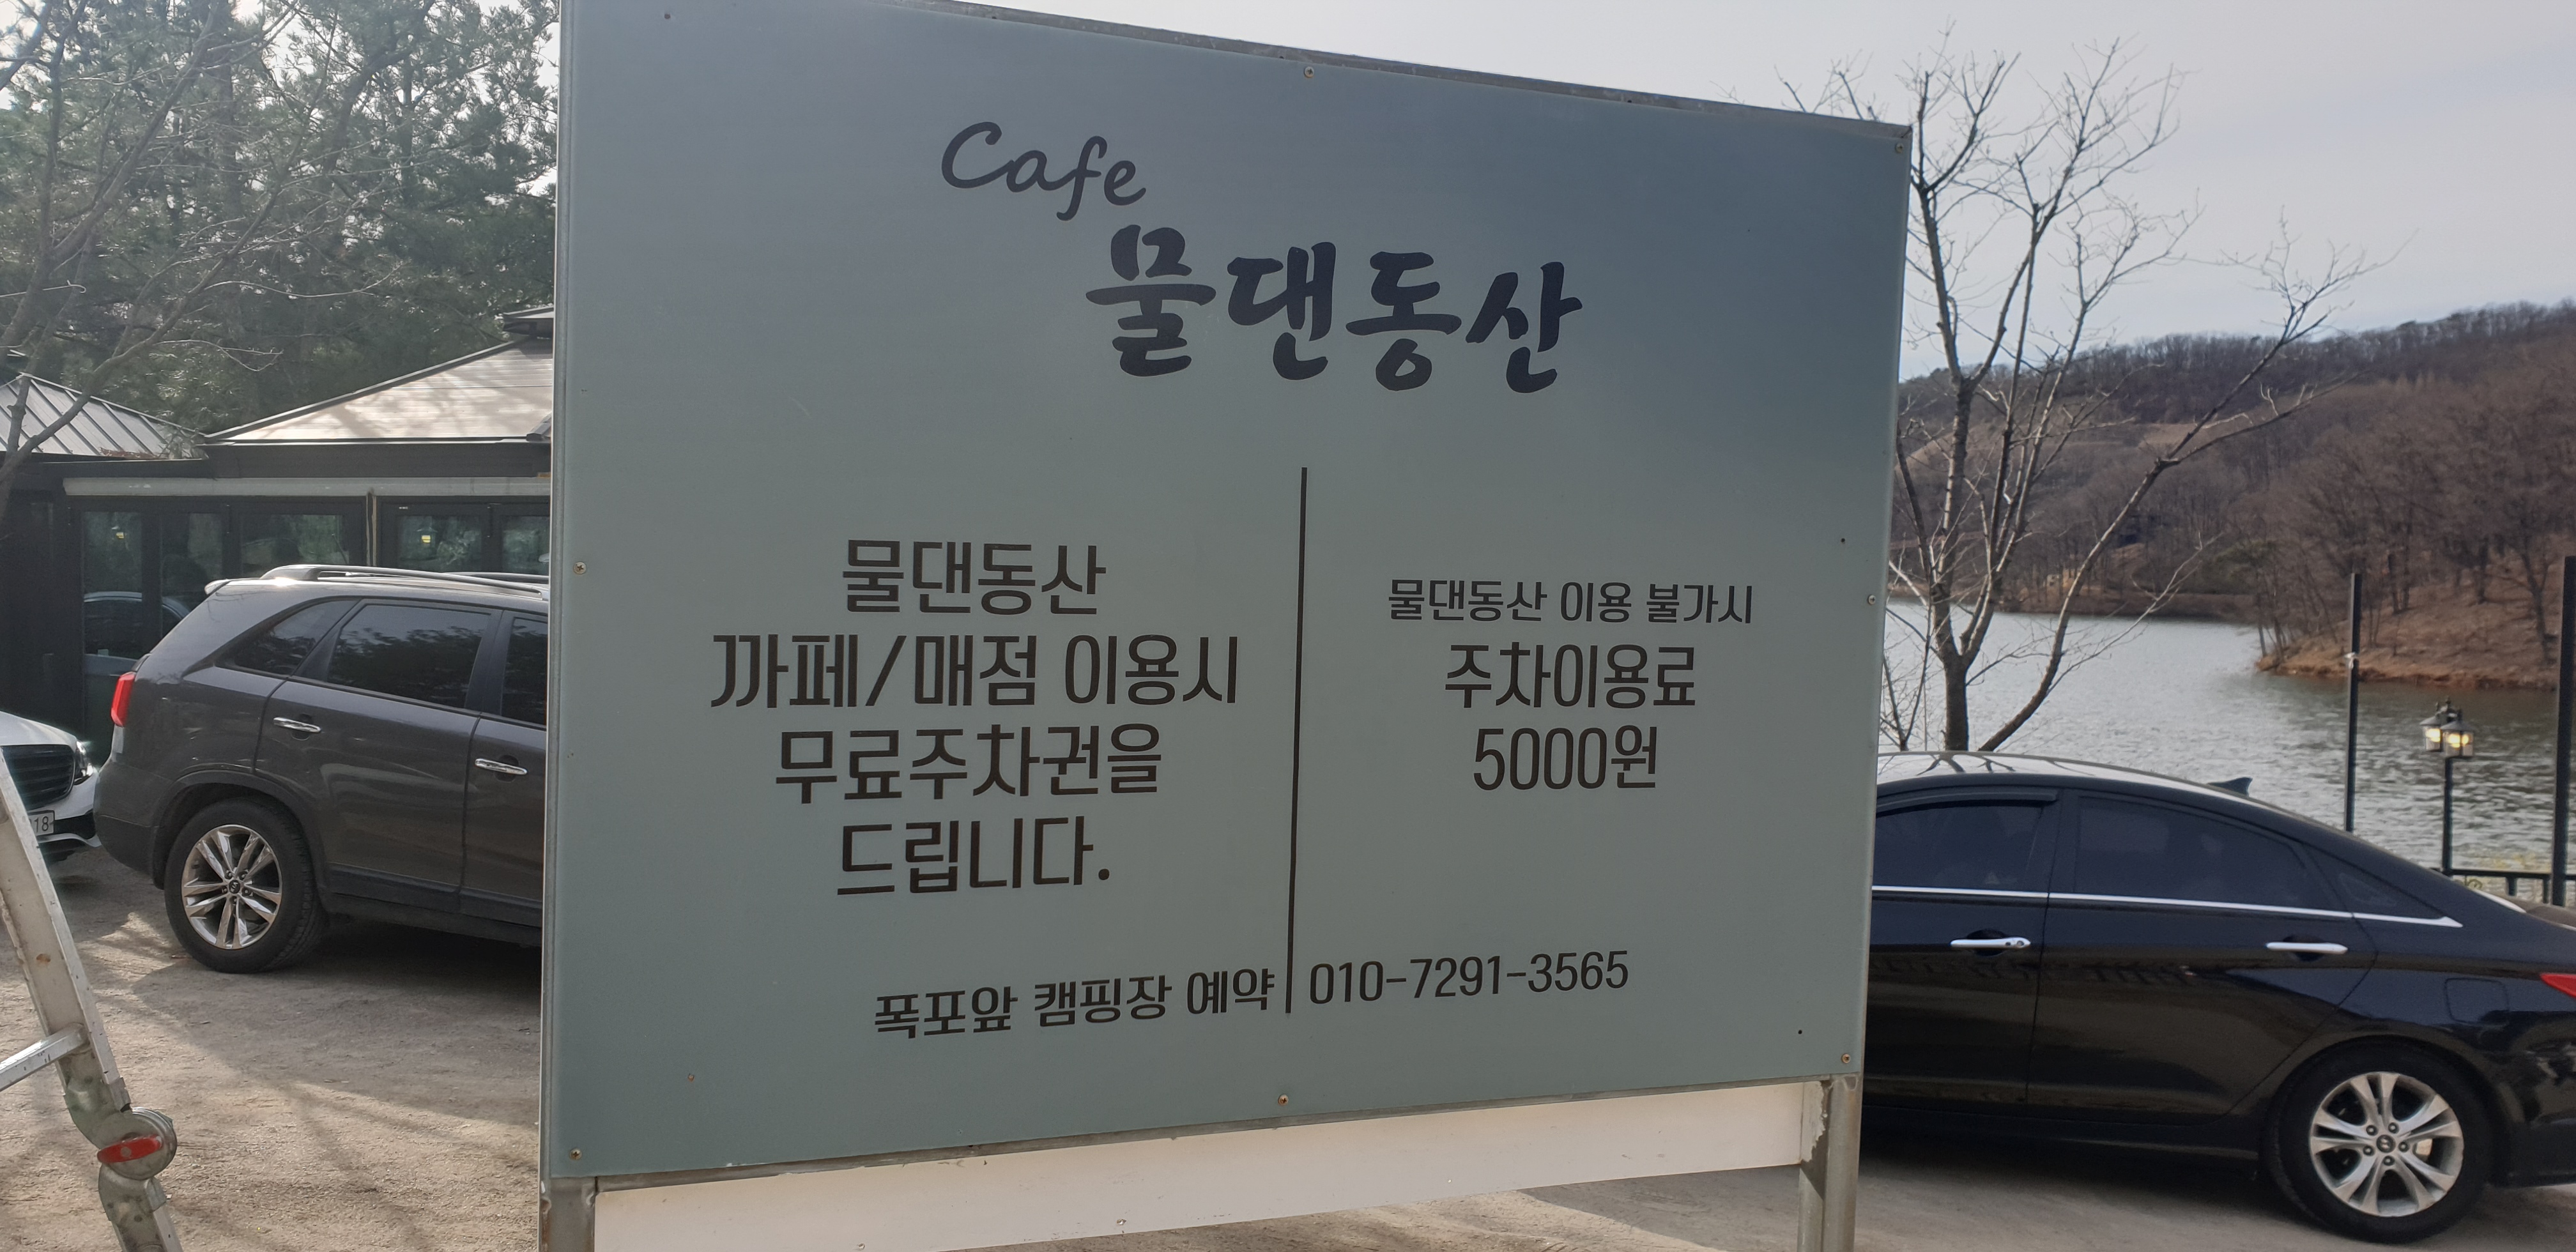 Cafe
물댄동산
물댄동산
까페/매점 이용시
무료주차권을
드립니다.
물댄동산 이용 불가시
주차이용료
5000원
폭포앞 캠핑장 예약 010-7291-3565
18